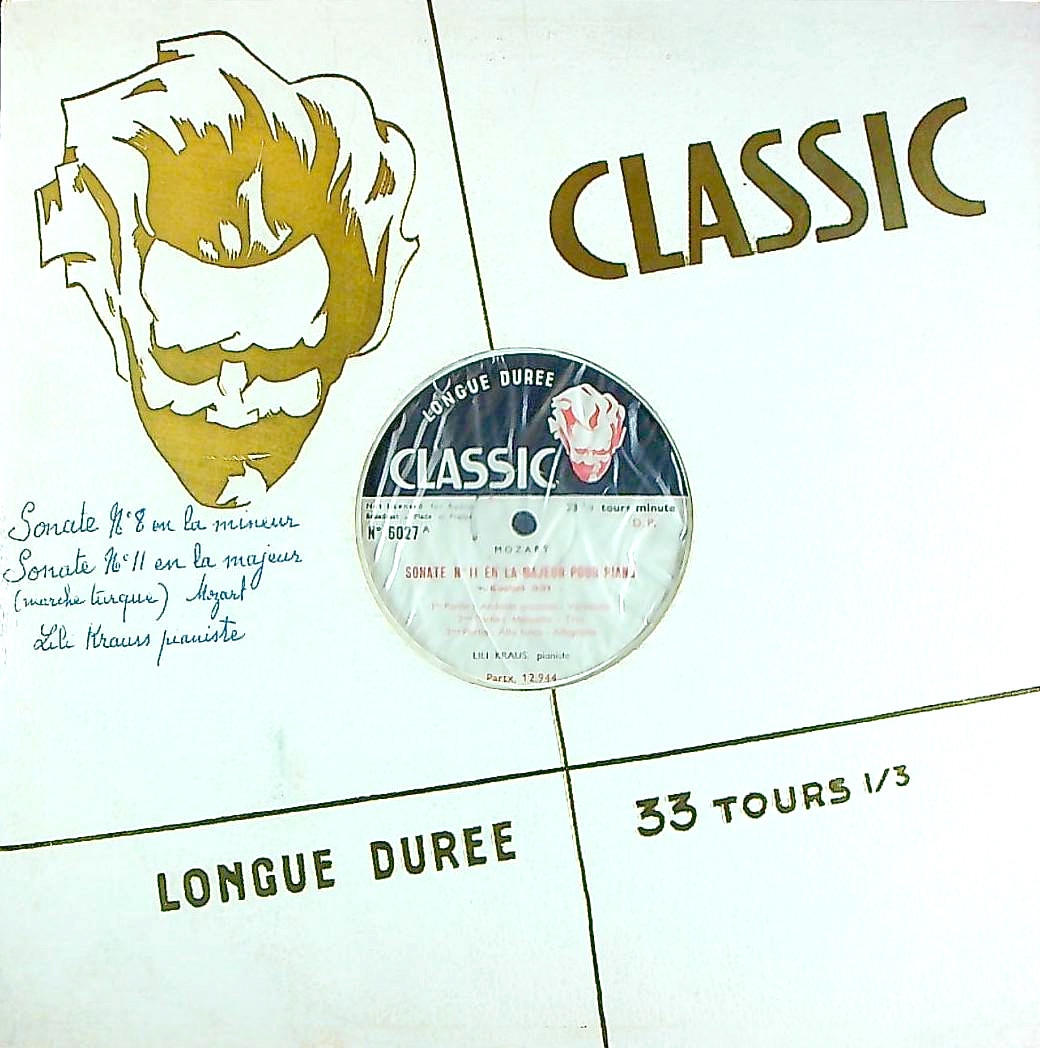 CLASSIC
LONGUE DUREE
CLASSIC
tours minute
D.P.
N° 6027 A
MOZART
SONATE N° 11 EN LA MAJEUR POUR PIANO
LILI KRAUS, pianiste
Partx. 12.944
Sonate N°8 en la mineur
Sonate N°11 en la majeur
(marche turque) Mozart
Lili Krauss pianiste
33 TOURS 1/3
LONGUE DUREE